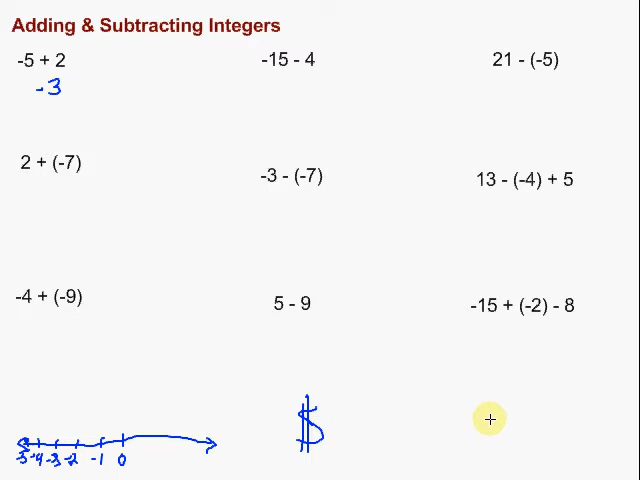 Adding & Subtracting Integers
-5 + 2
-15 - 4
21 - (-5)
-3
2 + (-7)
-3 - (-7)
13 - (-4) + 5
-4 + (-9)
5 - 9
-15 + (-2) - 8
$
-5 -4 -3 -2 -1 0